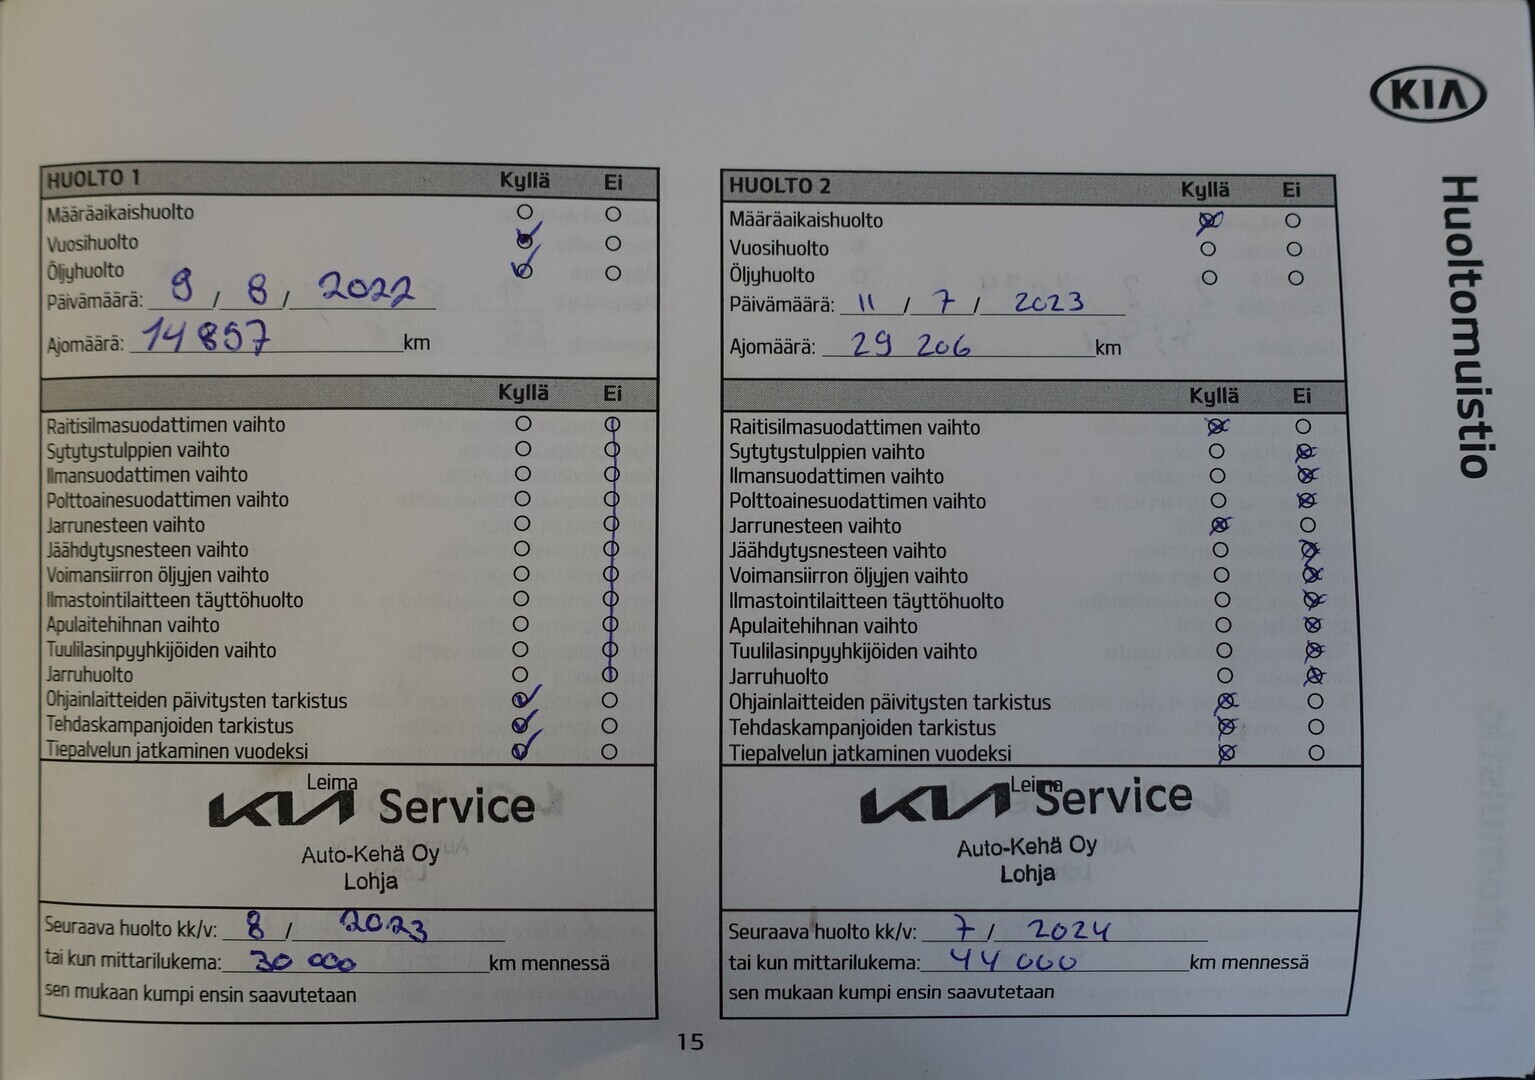 KIA
Huoltomuistio
HUOLTO 1 Kyllä Ei
Määräaikaishuolto
Vuosihuolto
Öljyhuolto
Päivämäärä: 9 / 8 / 2022
Ajomäärä: 14 857 km
Kyllä Ei
Raitisilmasuodattimen vaihto
Sytytystulppien vaihto
Ilmansuodattimen vaihto
Polttoainesuodattimen vaihto
Jarrunesteen vaihto
Jäähdytysnesteen vaihto
Voimansiirron öljyjen vaihto
Ilmastointilaitteen täyttöhuolto
Apulaitehihnan vaihto
Tuulilasinpyyhkijöiden vaihto
Jarruhuolto
Ohjainlaitteiden päivitysten tarkistus
Tehdaskampanjoiden tarkistus
Tiepalvelun jatkaminen vuodeksi
Leima
KIA Service
Auto-Kehä Oy
Lohja
Seuraava huolto kk/v: 8 / 2023
tai kun mittarilukema: 30 000 km mennessä
sen mukaan kumpi ensin saavutetaan
HUOLTO 2 Kyllä Ei
Määräaikaishuolto
Vuosihuolto
Öljyhuolto
Päivämäärä: 11 / 7 / 2023
Ajomäärä: 29 206 km
Kyllä Ei
Raitisilmasuodattimen vaihto
Sytytystulppien vaihto
Ilmansuodattimen vaihto
Polttoainesuodattimen vaihto
Jarrunesteen vaihto
Jäähdytysnesteen vaihto
Voimansiirron öljyjen vaihto
Ilmastointilaitteen täyttöhuolto
Apulaitehihnan vaihto
Tuulilasinpyyhkijöiden vaihto
Jarruhuolto
Ohjainlaitteiden päivitysten tarkistus
Tehdaskampanjoiden tarkistus
Tiepalvelun jatkaminen vuodeksi
Leima
KIA Service
Auto-Kehä Oy
Lohja
Seuraava huolto kk/v: 7 / 2024
tai kun mittarilukema: 44 000 km mennessä
sen mukaan kumpi ensin saavutetaan
15